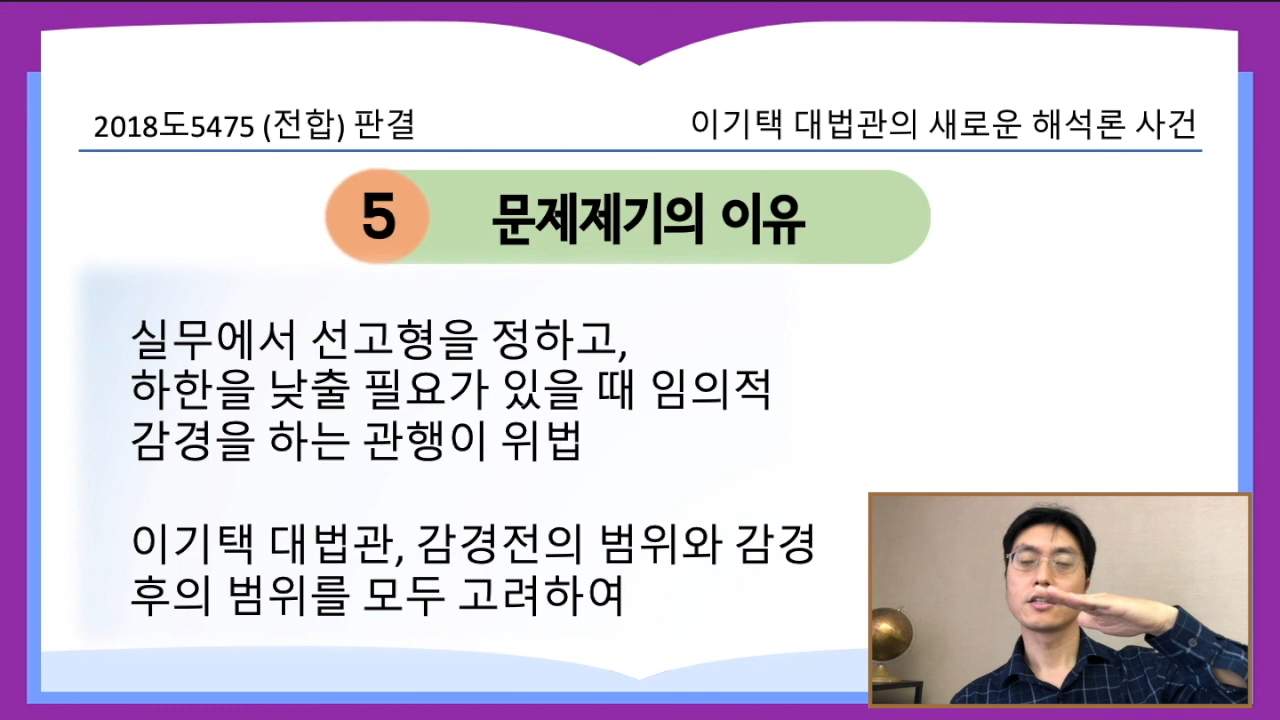 2018도5475 (전합) 판결
이기택 대법관의 새로운 해석론 사건
5 문제제기의 이유
실무에서 선고형을 정하고,
하한을 낮출 필요가 있을 때 임의적
감경을 하는 관행이 위법
이기택 대법관, 감경전의 범위와 감경
후의 범위를 모두 고려하여